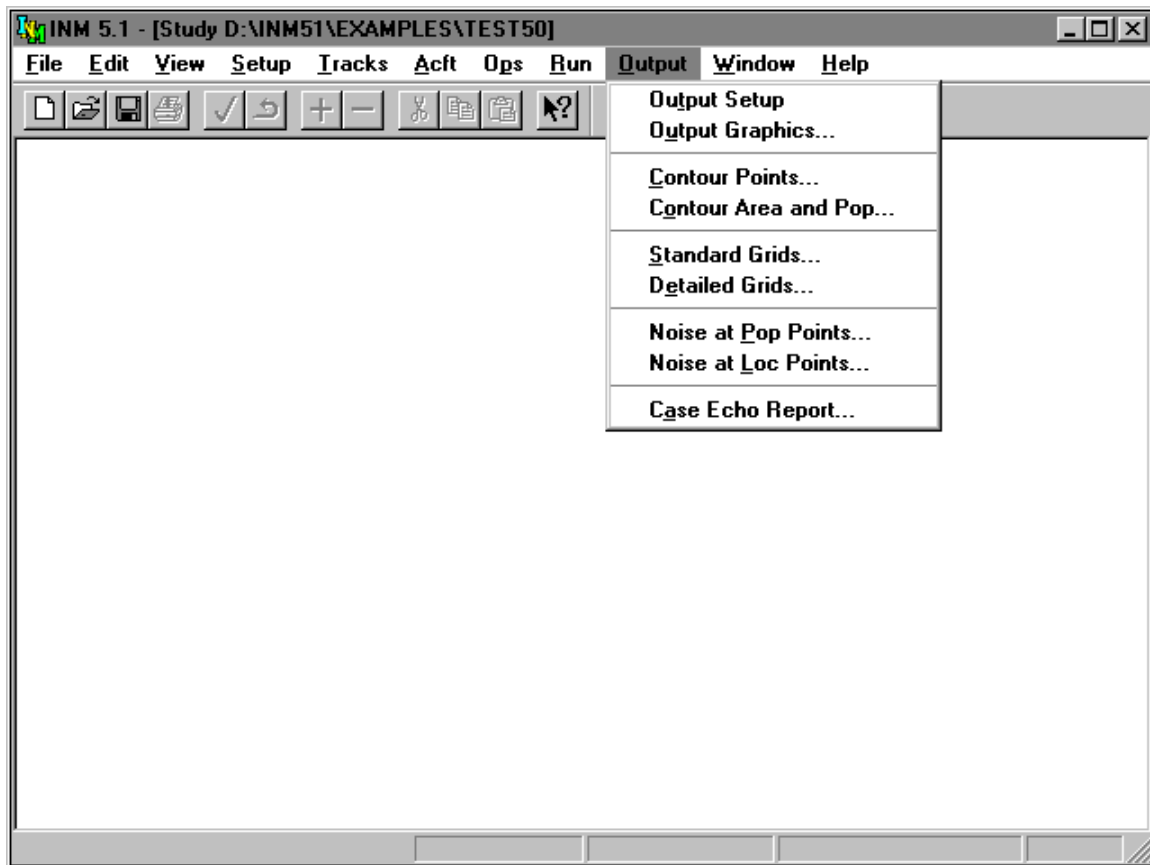 INM 5.1 - [Study D:\INM51\EXAMPLES\TEST50]
File Edit View Setup Tracks Acft Ops Run Output Window Help
Output Setup
Output Graphics...
Contour Points...
Contour Area and Pop...
Standard Grids...
Detailed Grids...
Noise at Pop Points...
Noise at Loc Points...
Case Echo Report...